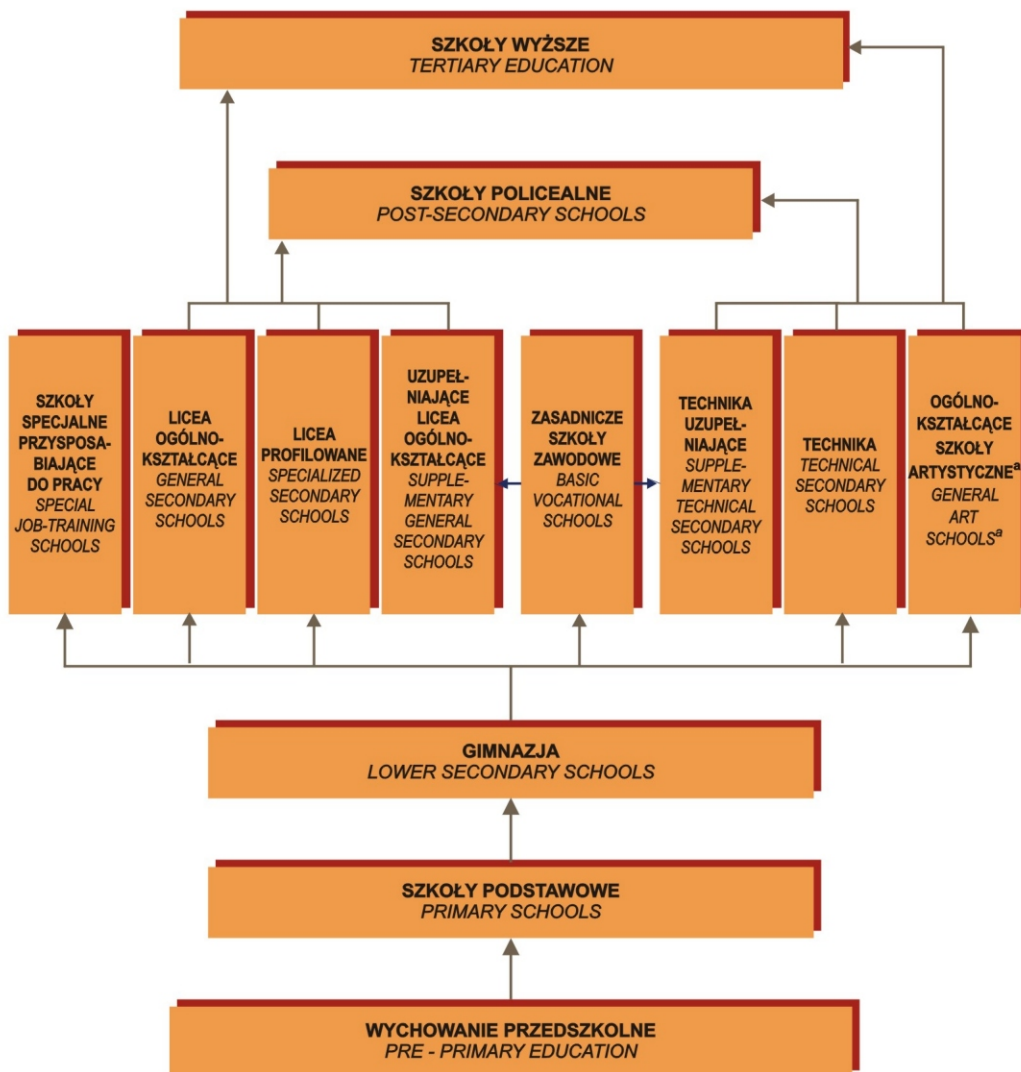 SZKOŁY WYŻSZE
TERTIARY EDUCATION
SZKOŁY POLICEALNE
POST-SECONDARY SCHOOLS
SZKOŁY
SPECJALNE
PRZYSPOSA-
BIAJĄCE
DO PRACY
SPECIAL
JOB-TRAINING
SCHOOLS
LICEA
OGÓLNO-
KSZTAŁCĄCE
GENERAL
SECONDARY
SCHOOLS
LICEA
PROFILOWANE
SPECIALIZED
SECONDARY
SCHOOLS
UZUPEŁ-
NIAJĄCE
LICEA
OGÓLNO-
KSZTAŁCĄCE
SUPPLE-
MENTARY
GENERAL
SECONDARY
SCHOOLS
ZASADNICZE
SZKOŁY
ZAWODOWE
BASIC
VOCATIONAL
SCHOOLS
TECHNIKA
UZUPEŁ-
NIAJĄCE
SUPPLE-
MENTARY
TECHNICAL
SECONDARY
SCHOOLS
TECHNIKA
TECHNICAL
SECONDARY
SCHOOLS
OGÓLNO-
KSZTAŁCĄCE
SZKOŁY
ARTYSTYCZNEª
GENERAL
ART
SCHOOLSª
GIMNAZJA
LOWER SECONDARY SCHOOLS
SZKOŁY PODSTAWOWE
PRIMARY SCHOOLS
WYCHOWANIE PRZEDSZKOLNE
PRE - PRIMARY EDUCATION